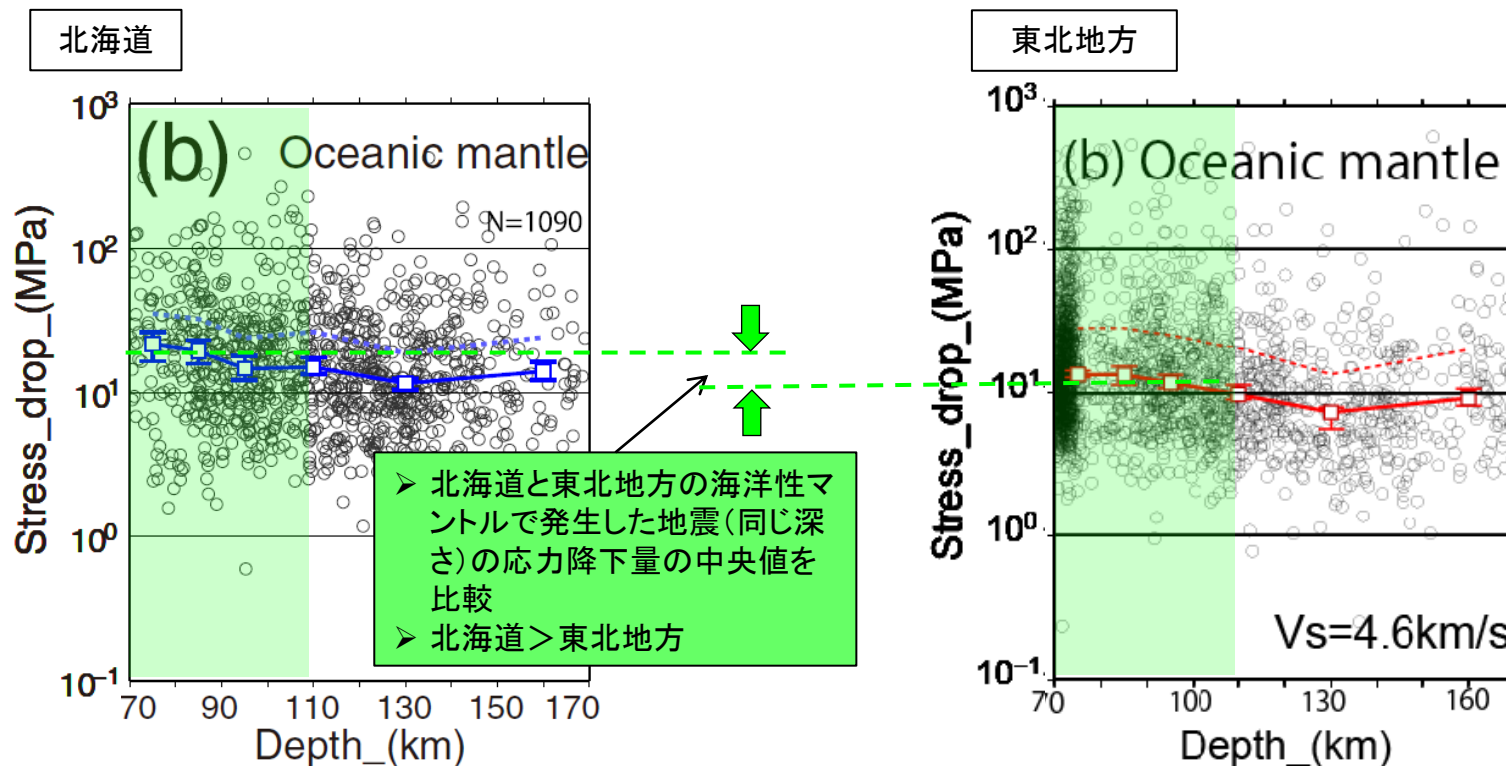 北海道
10³
10²
10¹
10⁰
10⁻¹
Stress_drop_(MPa)
(b) Oceanic mantle
N=1090
70 90 110 130 150 170
Depth_(km)
➢ 北海道と東北地方の海洋性マ
ントルで発生した地震（同じ深
さ）の応力降下量の中央値を
比較
➢ 北海道＞東北地方
東北地方
10³
10²
10¹
10⁰
10⁻¹
Stress_drop_(MPa)
(b) Oceanic mantle
Vs=4.6km/s
70 100 130 160
Depth_(km)